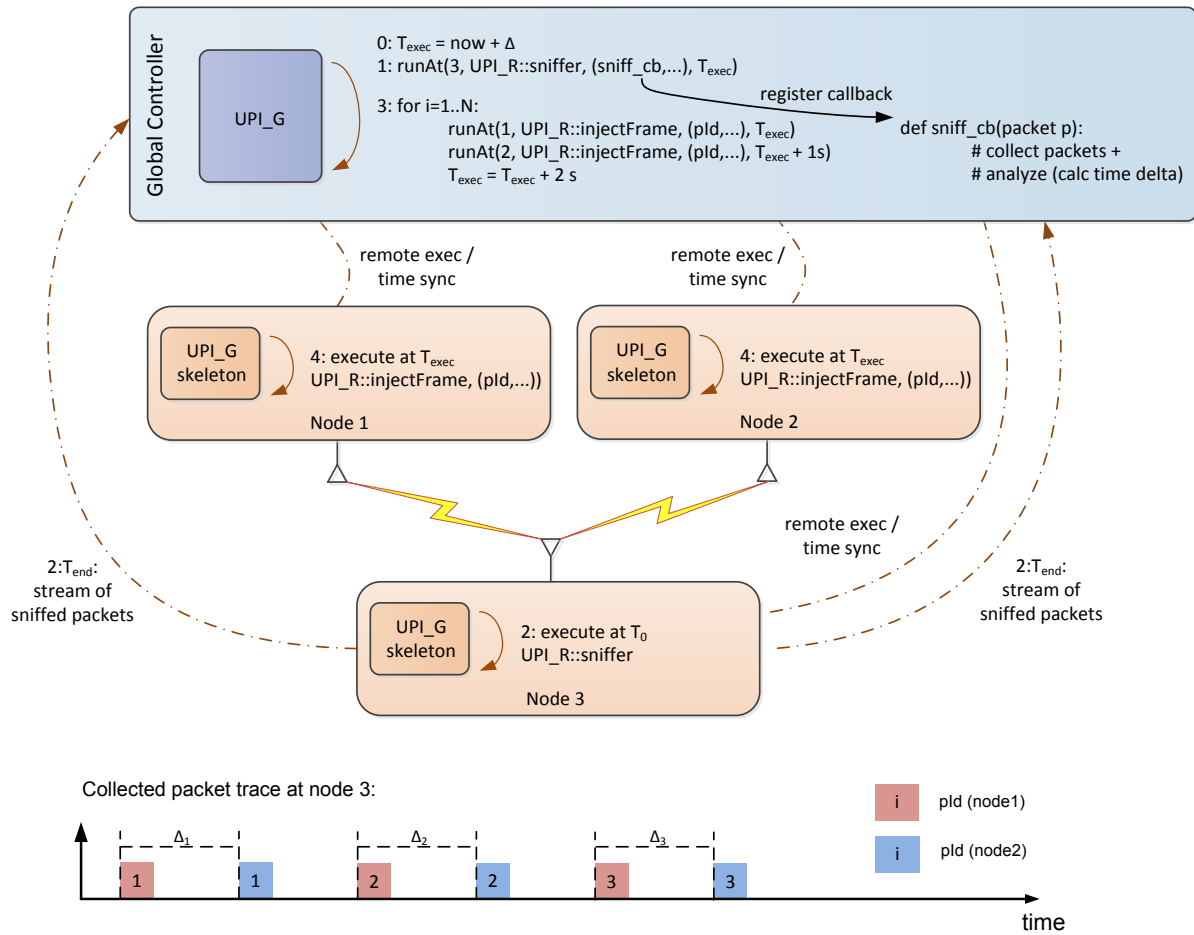 Global Controller
UPI_G
0: Texec = now + Δ
1: runAt(3, UPI_R::sniffer, (sniff_cb,...), Texec)
register callback
3: for i=1..N:
runAt(1, UPI_R::injectFrame, (pId,...), Texec)
runAt(2, UPI_R::injectFrame, (pId,...), Texec + 1s)
Texec = Texec + 2 s
def sniff_cb(packet p):
# collect packets +
# analyze (calc time delta)
remote exec /
time sync
remote exec /
time sync
UPI_G
skeleton
4: execute at Texec
UPI_R::injectFrame, (pId,...))
Node 1
UPI_G
skeleton
4: execute at Texec
UPI_R::injectFrame, (pId,...))
Node 2
remote exec /
time sync
2:Tend:
stream of
sniffed packets
2:Tend:
stream of
sniffed packets
UPI_G
skeleton
2: execute at T0
UPI_R::sniffer
Node 3
Collected packet trace at node 3:
i pId (node1)
i pId (node2)
Δ1 Δ2 Δ3
1 1 2 2 3 3
time